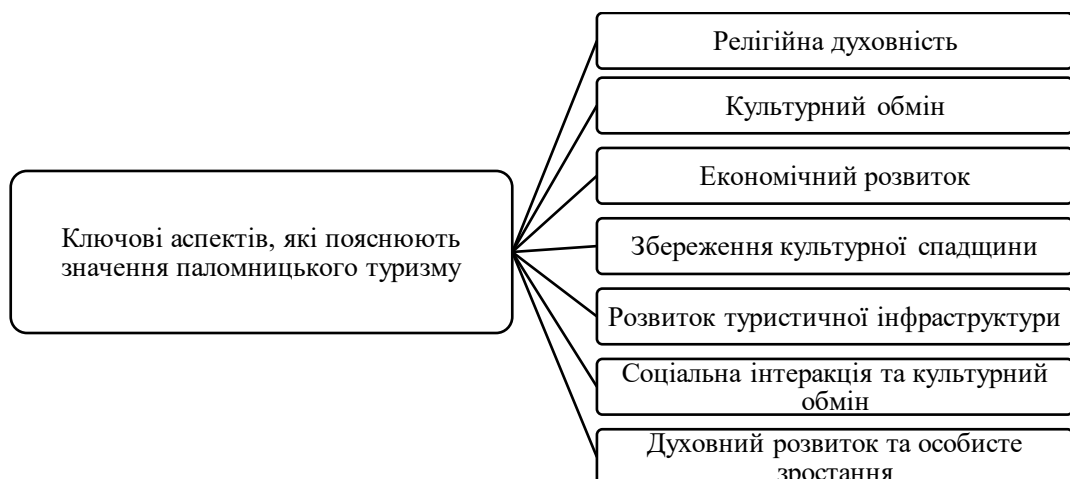 Релігійна духовність
Культурний обмін
Економічний розвиток
Ключові аспектів, які пояснюють
значення паломницького туризму
Збереження культурної спадщини
Розвиток туристичної інфраструктури
Соціальна інтеракція та культурний
обмін
Духовний розвиток та особисте
зростання